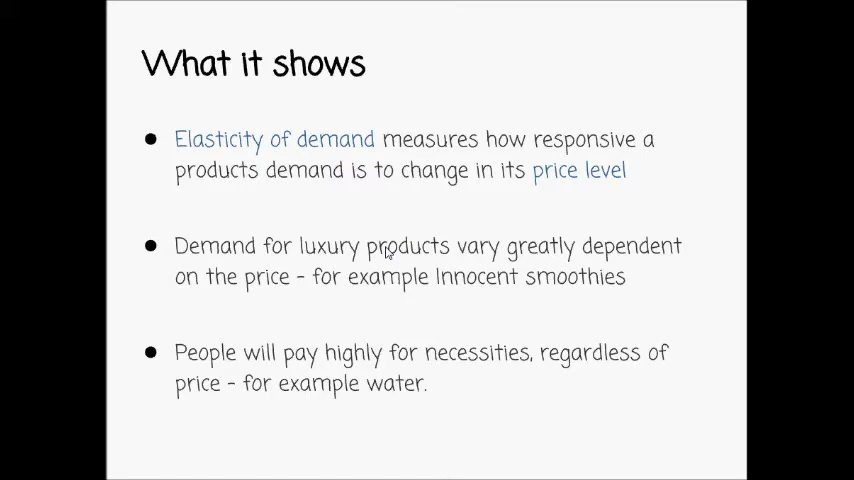 What it shows
● Elasticity of demand measures how responsive a
products demand is to change in its price level
● Demand for luxury products vary greatly dependent
on the price - for example Innocent smoothies
● People will pay highly for necessities, regardless of
price - for example water.